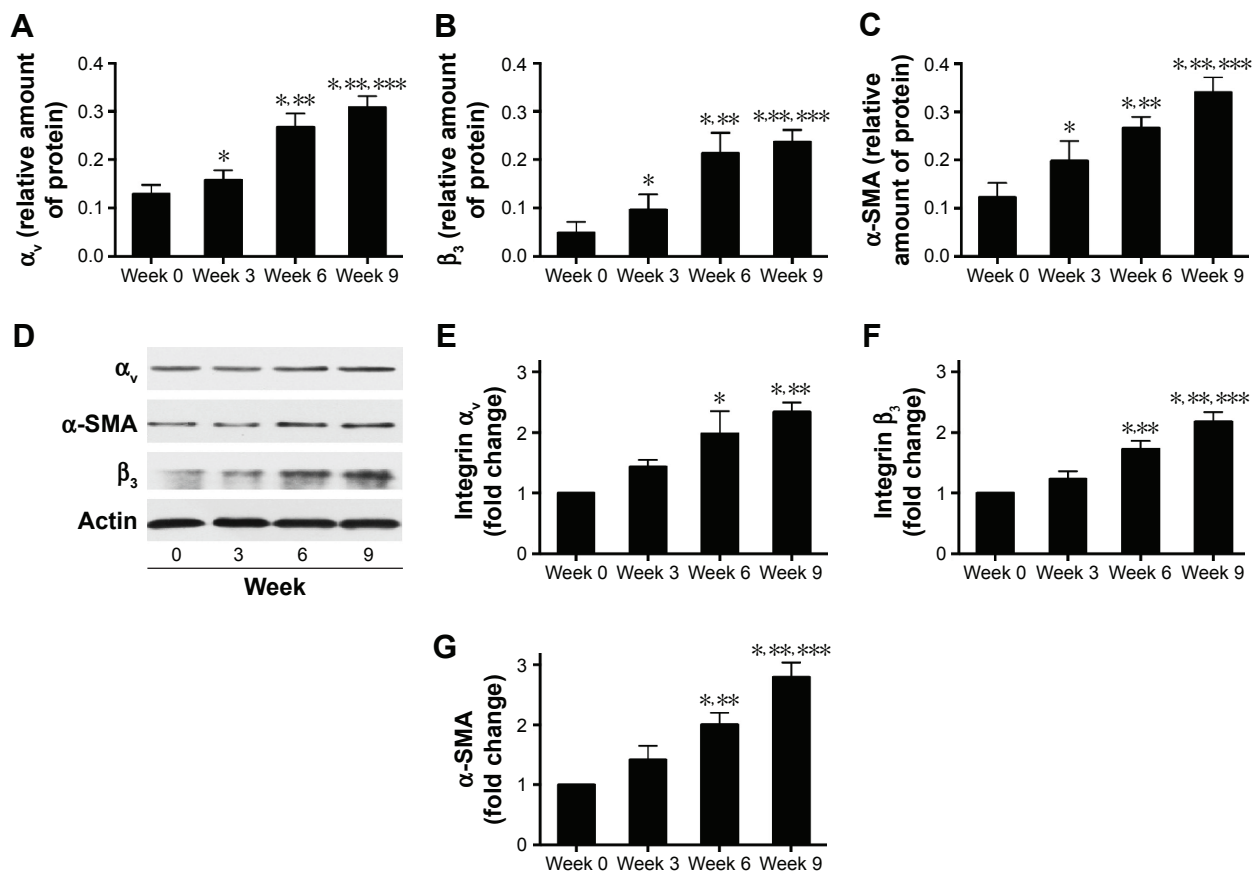 A
αv (relative amount
of protein)
0.4
0.3
0.2
0.1
0.0
*
*,**
*,**,***
Week 0 Week 3 Week 6 Week 9
B
β3 (relative amount
of protein)
0.4
0.3
0.2
0.1
0.0
*
*,**
*,**,***
Week 0 Week 3 Week 6 Week 9
C
α-SMA (relative
amount of protein)
0.4
0.3
0.2
0.1
0.0
*
*,**
*,**,***
Week 0 Week 3 Week 6 Week 9
D
αv
α-SMA
β3
Actin
0 3 6 9
Week
E
Integrin αv
(fold change)
3
2
1
0
*
*,**
Week 0 Week 3 Week 6 Week 9
F
Integrin β3
(fold change)
3
2
1
0
*,**
*,**,***
Week 0 Week 3 Week 6 Week 9
G
α-SMA
(fold change)
3
2
1
0
*,**
*,**,***
Week 0 Week 3 Week 6 Week 9